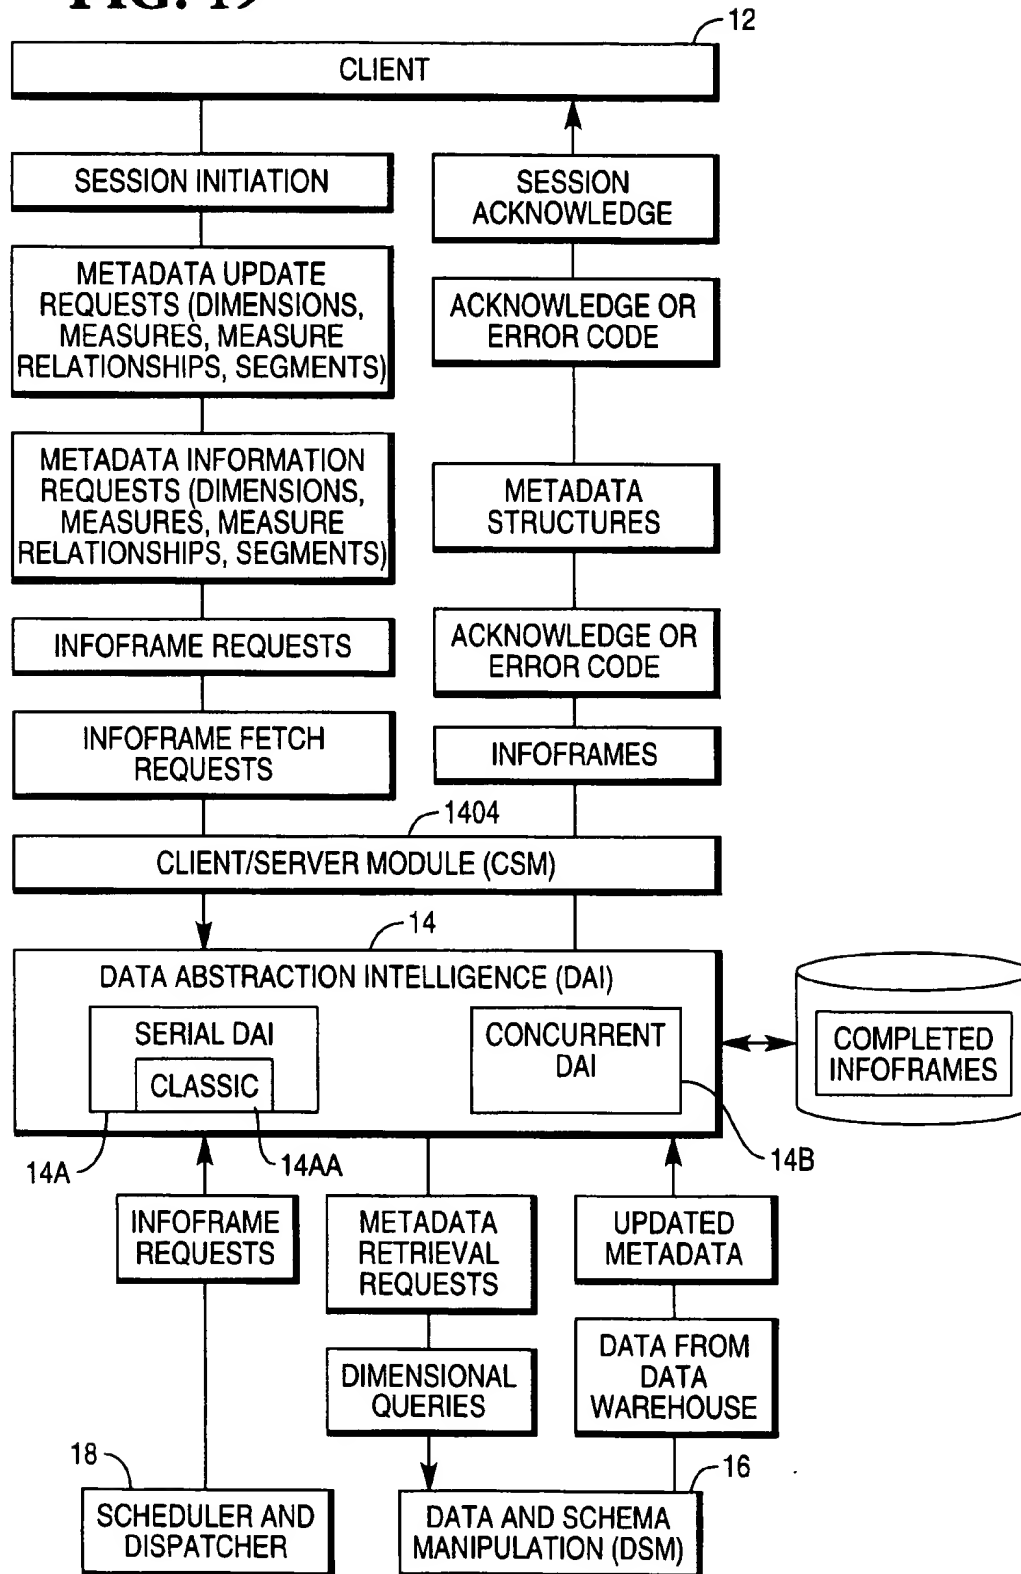 FIG. 19
12
CLIENT
SESSION INITIATION
SESSION
ACKNOWLEDGE
METADATA UPDATE
REQUESTS (DIMENSIONS,
MEASURES, MEASURE
RELATIONSHIPS, SEGMENTS)
ACKNOWLEDGE OR
ERROR CODE
METADATA INFORMATION
REQUESTS (DIMENSIONS,
MEASURES, MEASURE
RELATIONSHIPS, SEGMENTS)
METADATA
STRUCTURES
INFOFRAME REQUESTS
ACKNOWLEDGE OR
ERROR CODE
INFOFRAME FETCH
REQUESTS
INFOFRAMES
1404
CLIENT/SERVER MODULE (CSM)
14
DATA ABSTRACTION INTELLIGENCE (DAI)
SERIAL DAI
CLASSIC
CONCURRENT
DAI
COMPLETED
INFOFRAMES
14A
14AA
14B
INFOFRAME
REQUESTS
METADATA
RETRIEVAL
REQUESTS
UPDATED
METADATA
DIMENSIONAL
QUERIES
DATA FROM
DATA
WAREHOUSE
18
SCHEDULER AND
DISPATCHER
16
DATA AND SCHEMA
MANIPULATION (DSM)